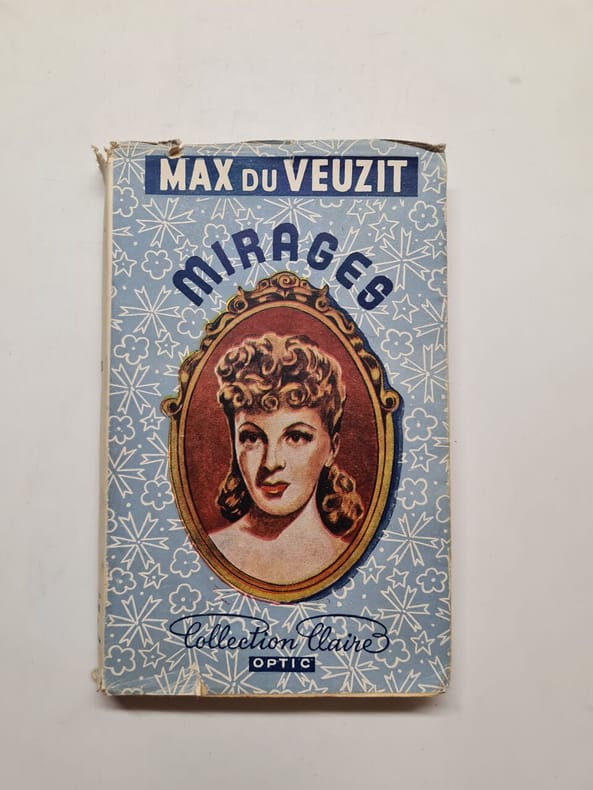 MAX DU VEUZIT
MIRAGES
Collection Claire
OPTIC